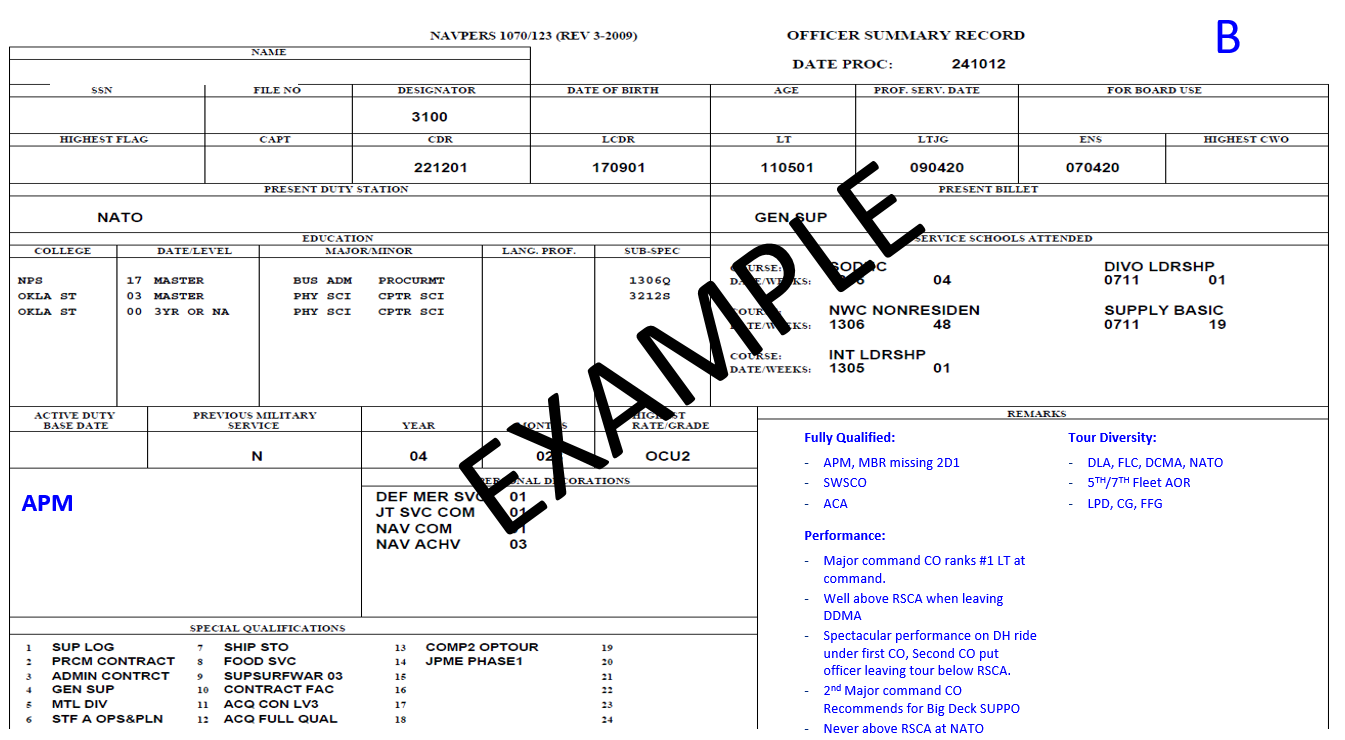 NAVPERS 1070/123 (REV 3-2009) OFFICER SUMMARY RECORD B
DATE PROC: 241012
NAME
SSN FILE NO DESIGNATOR DATE OF BIRTH AGE PROF. SERV. DATE FOR BOARD USE
3100
HIGHEST FLAG CAPT CDR LCDR LT LTJG ENS HIGHEST CWO
221201 170901 110501 090420 070420
PRESENT DUTY STATION PRESENT BILLET
NATO GEN SUP
EDUCATION SERVICE SCHOOLS ATTENDED
COLLEGE DATE/LEVEL MAJOR/MINOR LANG. PROF. SUB-SPEC
COURSE: DIVO LDRSHP
NPS 17 MASTER BUS ADM PROCURMT 1306Q DATE/WEEKS: 04 0711 01
OKLA ST 03 MASTER PHY SCI CPTR SCI 3212S
OKLA ST 00 3YR OR NA PHY SCI CPTR SCI
COURSE: NWC NONRESIDEN SUPPLY BASIC
DATE/WEEKS: 1306 48 0711 19
COURSE: INT LDRSHP
DATE/WEEKS: 1305 01
EXAMPLE
ACTIVE DUTY BASE DATE PREVIOUS MILITARY SERVICE YEAR MONTHS HIGHEST RATE/GRADE REMARKS
N 04 02 OCU2
PERSONAL DECORATIONS
DEF MER SVC 01
JT SVC COM 01
NAV COM 01
NAV ACHV 03
APM
Fully Qualified:
- APM, MBR missing 2D1
- SWSCO
- ACA
Tour Diversity:
- DLA, FLC, DCMA, NATO
- 5TH/7TH Fleet AOR
- LPD, CG, FFG
Performance:
- Major command CO ranks #1 LT at
command.
- Well above RSCA when leaving
DDMA
- Spectacular performance on DH ride
under first CO, Second CO put
officer leaving tour below RSCA.
- 2nd Major command CO
Recommends for Big Deck SUPPO
- Never above RSCA at NATO
SPECIAL QUALIFICATIONS
1 SUP LOG 7 SHIP STO 13 COMP2 OPTOUR 19
2 PRCM CONTRACT 8 FOOD SVC 14 JPME PHASE1 20
3 ADMIN CONTRCT 9 SUPSURFWAR 03 15 21
4 GEN SUP 10 CONTRACT FAC 16 22
5 MTL DIV 11 ACQ CON LV3 17 23
6 STF A OPS&PLN 12 ACQ FULL QUAL 18 24